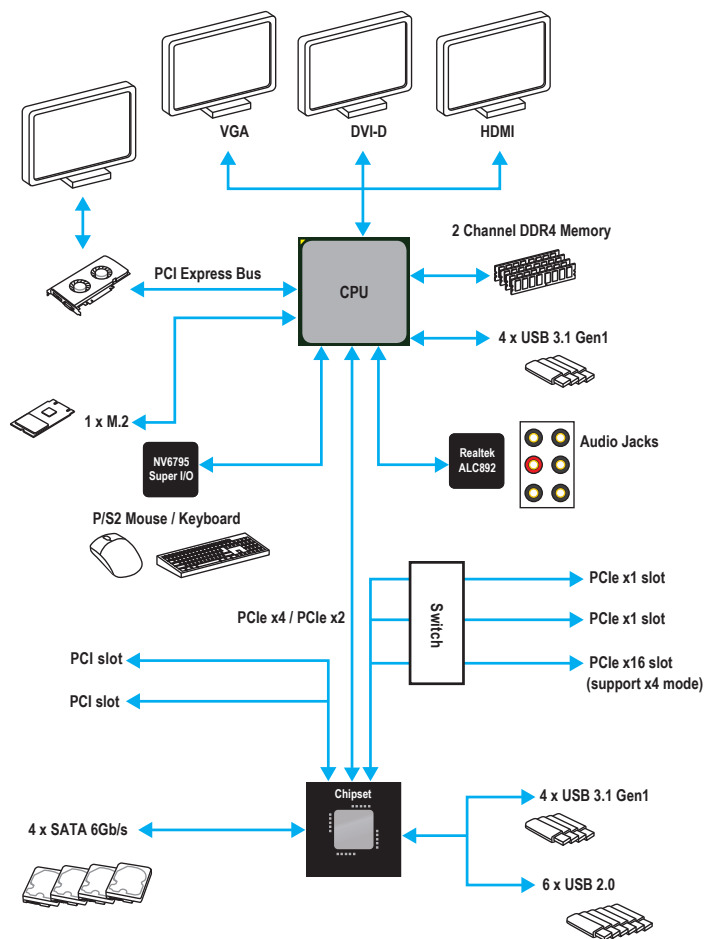 VGA
DVI-D
HDMI
2 Channel DDR4 Memory
PCI Express Bus
CPU
4 x USB 3.1 Gen1
1 x M.2
NV6795
Super I/O
Realtek
ALC892
Audio Jacks
P/S2 Mouse / Keyboard
Switch
PCIe x1 slot
PCIe x4 / PCIe x2
PCIe x1 slot
PCI slot
PCIe x16 slot
(support x4 mode)
PCI slot
Chipset
4 x USB 3.1 Gen1
4 x SATA 6Gb/s
6 x USB 2.0